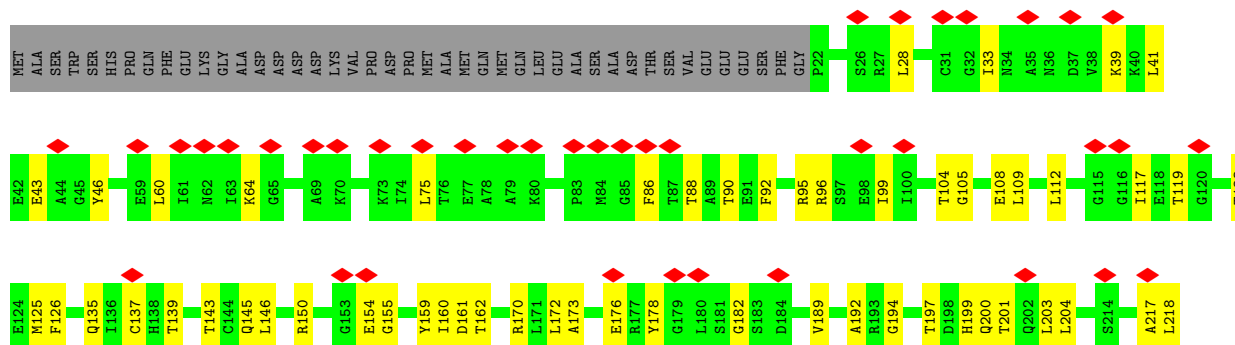 MET ALA SER TRP SER HIS PRO GLN PHE GLU LYS GLY ALA ASP ASP ASP ASP LYS VAL PRO ASP PRO MET ALA MET GLN MET GLN LEU GLU ALA SER ALA ASP THR SER VAL GLU GLU GLU SER PHE GLY P22 S26 R27 L28 C31 G32 I33 N34 A35 N36 D37 V38 K39 K40 L41
E42 E43 A44 G45 Y46 E59 L60 I61 N62 I63 K64 G65 A69 K70 K73 I74 L75 T76 E77 A78 A79 K80 P83 M84 G85 F86 T87 T88 A89 T90 E91 F92 R95 R96 S97 E98 I99 I100 T104 G105 E108 L109 L112 G115 G116 I117 E118 T119 G120
E124 M125 F126 Q135 I136 C137 H138 T139 T143 C144 Q145 L146 R150 G153 E154 G155 Y159 I160 D161 T162 R170 L171 L172 A173 E176 R177 Y178 G179 L180 S181 G182 S183 D184 V189 A192 R193 G194 T197 D198 H199 Q200 T201 Q202 L203 L204 S214 A217 L218